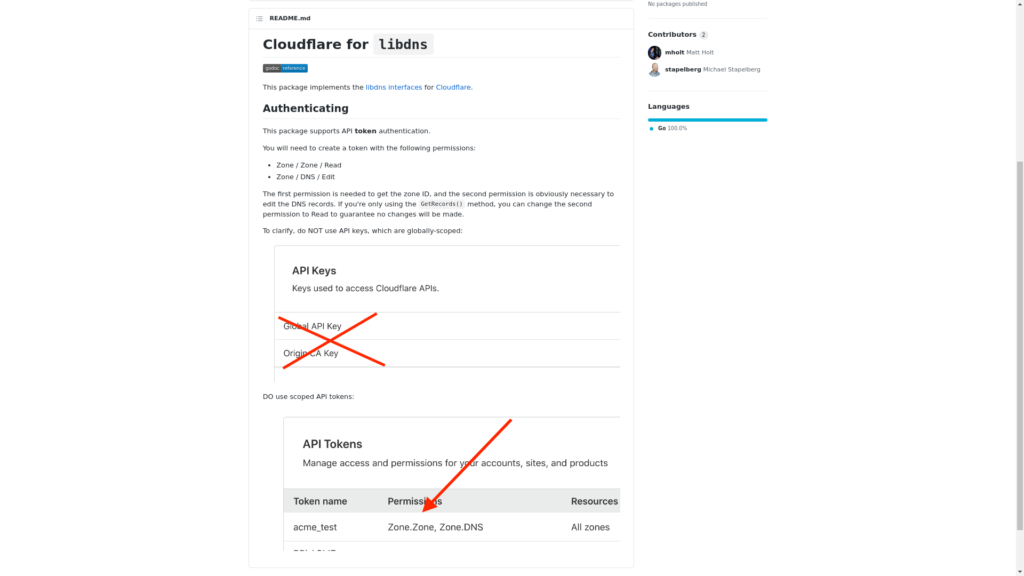 No packages published
README.md
Cloudflare for libdns
godoc reference
This package implements the libdns interfaces for Cloudflare.
Authenticating
This package supports API token authentication.
You will need to create a token with the following permissions:
• Zone / Zone / Read
• Zone / DNS / Edit
The first permission is needed to get the zone ID, and the second permission is obviously necessary to
edit the DNS records. If you're only using the GetRecords() method, you can change the second
permission to Read to guarantee no changes will be made.
To clarify, do NOT use API keys, which are globally-scoped:
API Keys
Keys used to access Cloudflare APIs.
Global API Key
Origin CA Key
DO use scoped API tokens:
API Tokens
Manage access and permissions for your accounts, sites, and products
Token name Permissions Resources
acme_test Zone.Zone, Zone.DNS All zones
Contributors 2
mholt Matt Holt
stapelberg Michael Stapelberg
Languages
Go 100.0%